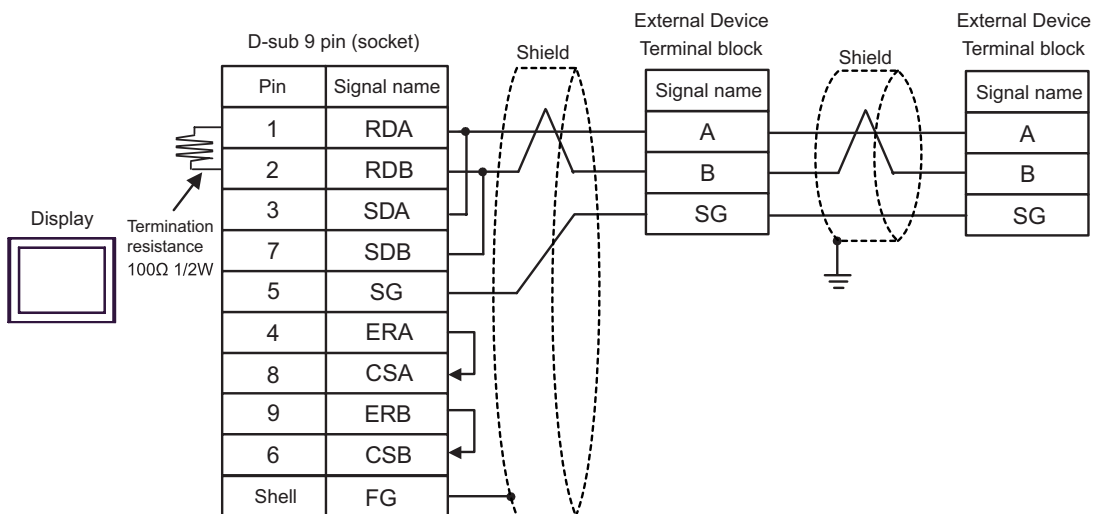 D-sub 9 pin (socket)
Pin Signal name
1 RDA
2 RDB
3 SDA
7 SDB
5 SG
4 ERA
8 CSA
9 ERB
6 CSB
Shell FG
Display
Termination
resistance
100Ω 1/2W
Shield
External Device
Terminal block
Signal name
A
B
SG
Shield
External Device
Terminal block
Signal name
A
B
SG